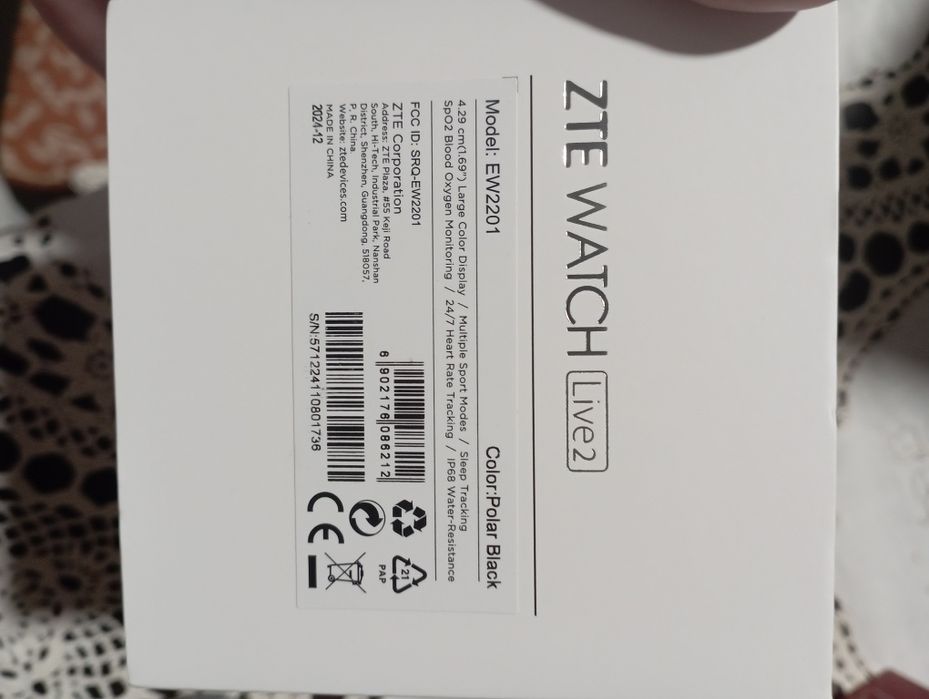 ZTE WATCH Live2
Model: EW2201 Color:Polar Black
4.29 cm(1.69") Large Color Display / Multiple Sport Modes / Sleep Tracking
SpO2 Blood Oxygen Monitoring / 24/7 Heart Rate Tracking / IP68 Water-Resistance
FCC ID: SRQ-EW2201
ZTE Corporation
Address: ZTE Plaza, #55 Keji Road
South, Hi-Tech, Industrial Park, Nanshan
District, Shenzhen, Guangdong, 518057,
P. R. China.
Website: ztedevices.com
MADE IN CHINA
2024-12
6 902176 086212
S/N:571224110801736
21
PAP
CE